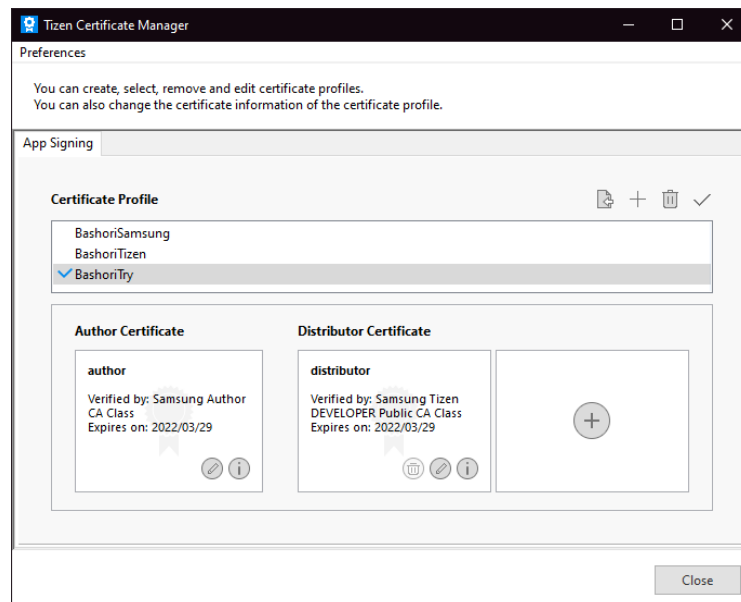 Tizen Certificate Manager
Preferences
You can create, select, remove and edit certificate profiles.
You can also change the certificate information of the certificate profile.
App Signing
Certificate Profile
BashoriSamsung
BashoriTizen
BashoriTry
Author Certificate
Distributor Certificate
author
Verified by: Samsung Author
CA Class
Expires on: 2022/03/29
distributor
Verified by: Samsung Tizen
DEVELOPER Public CA Class
Expires on: 2022/03/29
Close